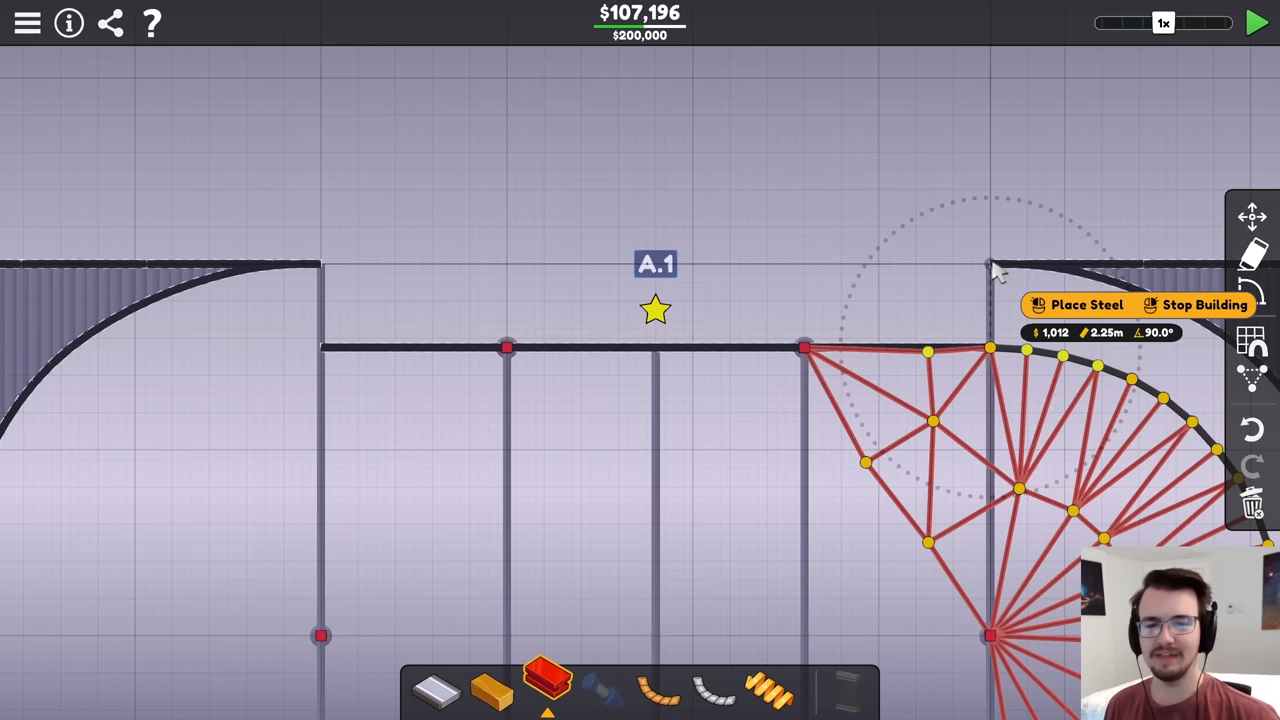 $107,196
$200,000
1x
A.1
Place Steel Stop Building
$ 1,012 2.25m 90.0°